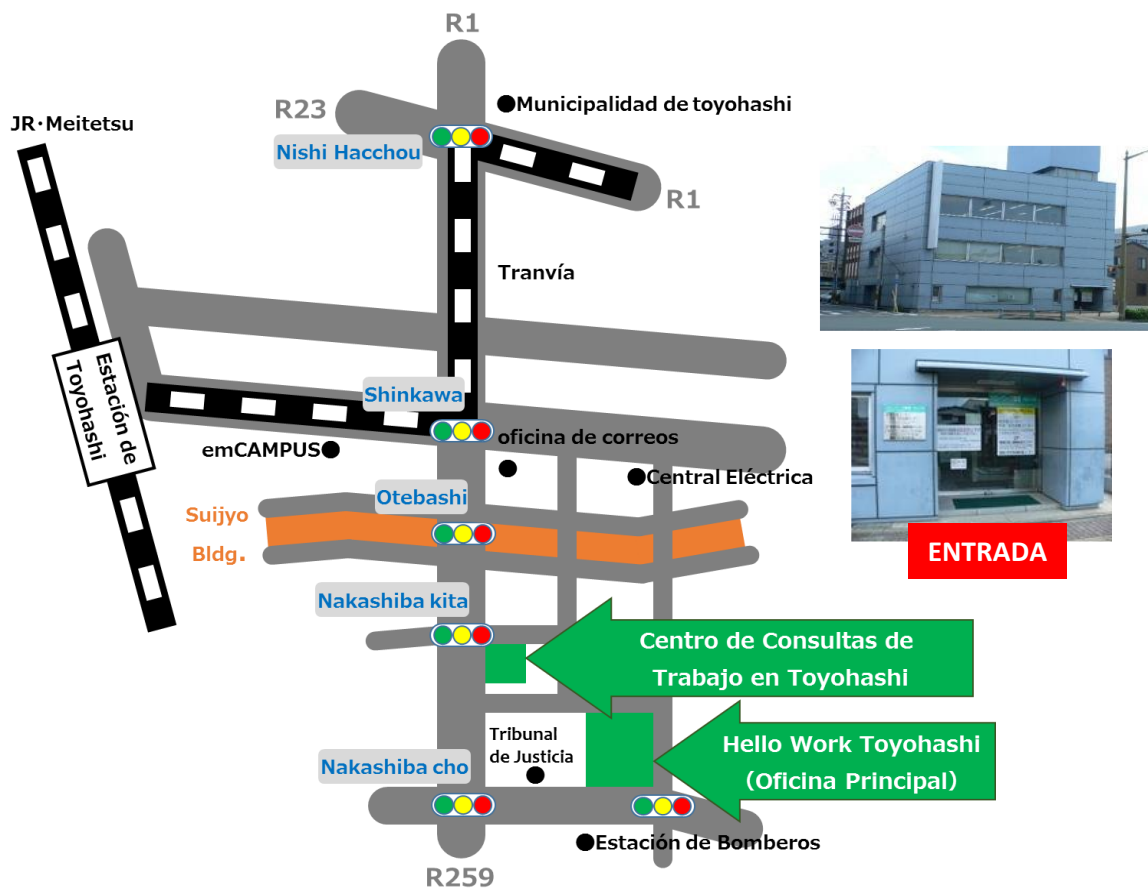 R1
R23
Municipalidad de toyohashi
JR・Meitetsu
Nishi Hacchou
R1
Tranvía
Estación de
Toyohashi
Shinkawa
emCAMPUS
oficina de correos
Central Eléctrica
Otebashi
Suijyo
Bldg.
ENTRADA
Nakashiba kita
Centro de Consultas de
Trabajo en Toyohashi
Tribunal
de Justicia
Hello Work Toyohashi
(Oficina Principal)
Nakashiba cho
Estación de Bomberos
R259